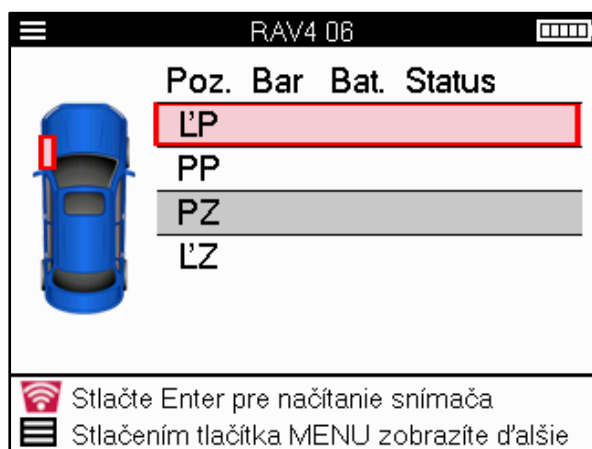 RAV4 06
Poz. Bar Bat. Status
ĽP
PP
PZ
ĽZ
Stlačte Enter pre načítanie snímača
Stlačením tlačítka MENU zobrazíte ďalšie